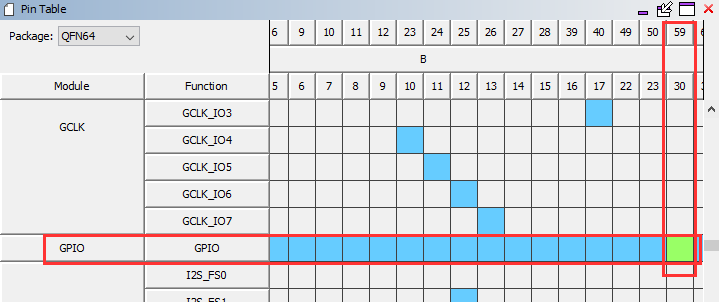 Pin Table
Package: QFN64
6 9 10 11 12 23 24 25 26 27 28 39 40 49 50 59
B
Module Function 5 6 7 8 9 10 11 12 13 14 15 16 17 22 23 30
GCLK
GCLK_IO3
GCLK_IO4
GCLK_IO5
GCLK_IO6
GCLK_IO7
GPIO GPIO
I2S_FS0
I2S_FS1